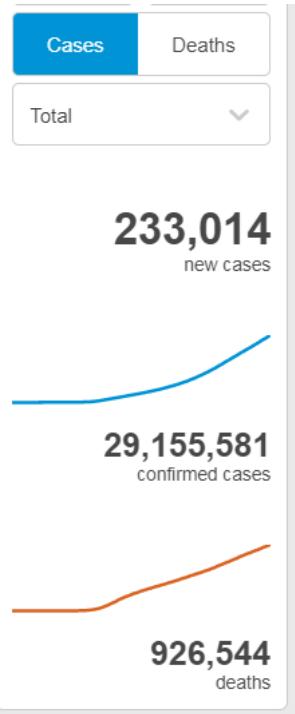 Cases Deaths
Total
233,014
new cases
29,155,581
confirmed cases
926,544
deaths